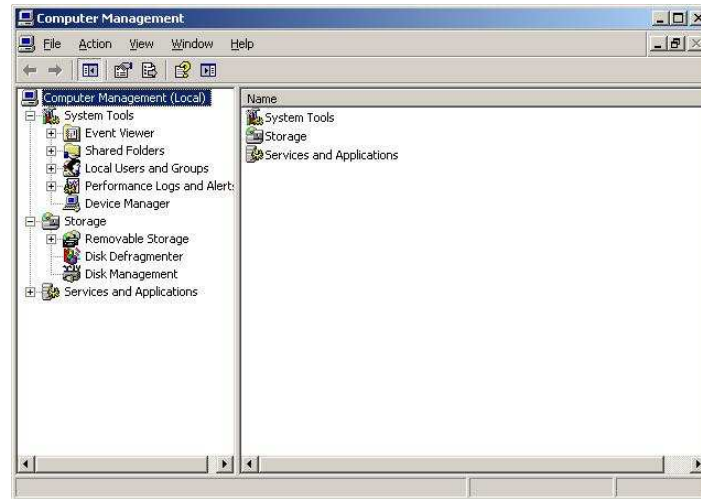 Computer Management
File Action View Window Help
Computer Management (Local)
System Tools
Event Viewer
Shared Folders
Local Users and Groups
Performance Logs and Alert
Device Manager
Storage
Removable Storage
Disk Defragmenter
Disk Management
Services and Applications
Name
System Tools
Storage
Services and Applications